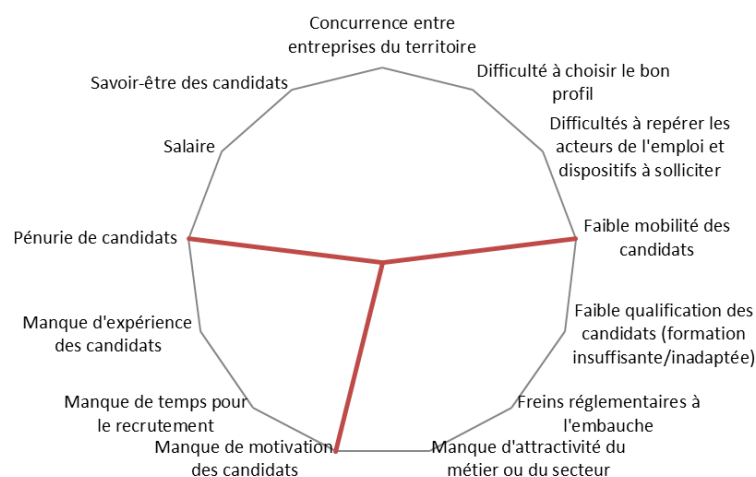 Concurrence entre
entreprises du territoire
Difficulté à choisir le bon
profil
Difficultés à repérer les
acteurs de l'emploi et
dispositifs à solliciter
Faible mobilité des
candidats
Faible qualification des
candidats (formation
insuffisante/inadaptée)
Freins réglementaires à
l'embauche
Manque d'attractivité du
métier ou du secteur
Manque de motivation
des candidats
Manque de temps pour
le recrutement
Manque d'expérience
des candidats
Pénurie de candidats
Salaire
Savoir-être des candidats